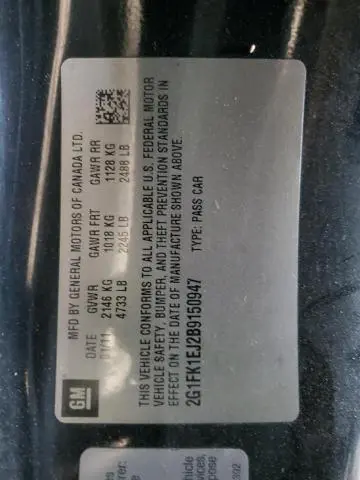 MFD BY GENERAL MOTORS OF CANADA LTD.
DATE GVWR GAWR FRT GAWR RR
01/11 2146 KG 1018 KG 1128 KG
4733 LB 2245 LB 2488 LB
THIS VEHICLE CONFORMS TO ALL APPLICABLE U.S. FEDERAL MOTOR
VEHICLE SAFETY, BUMPER, AND THEFT PREVENTION STANDARDS IN
EFFECT ON THE DATE OF MANUFACTURE SHOWN ABOVE.
2G1FK1EJ2B9150947 TYPE: PASS CAR
GM